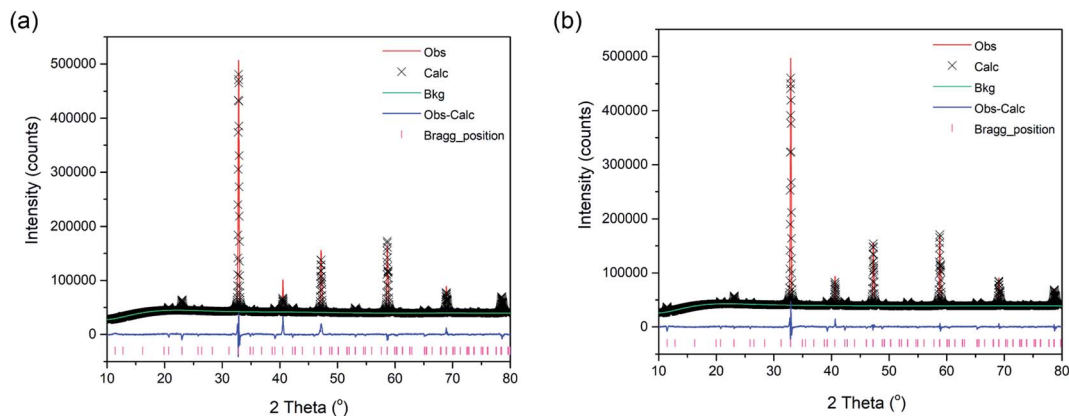 (a)
500000
400000
300000
200000
100000
0
Intensity (counts)
10 20 30 40 50 60 70 80
2 Theta (°)
Obs
Calc
Bkg
Obs-Calc
Bragg_position
(b)
500000
400000
300000
200000
100000
0
Intensity (counts)
10 20 30 40 50 60 70 80
2 Theta (°)
Obs
Calc
Bkg
Obs-Calc
Bragg_position